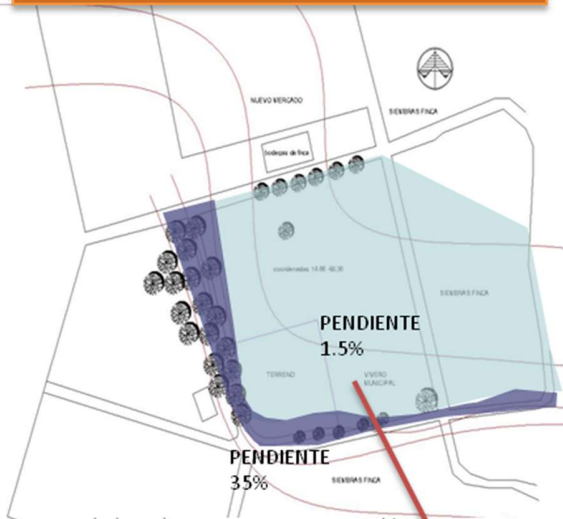 NUEVO MERCADO
SIEMBRAS FINCA
bodegas de finca
SIEMBRAS FINCA
PENDIENTE
1.5%
TERRENO
VIVERO
MUNICIPAL
PENDIENTE
35%
SIEMBRAS FINCA